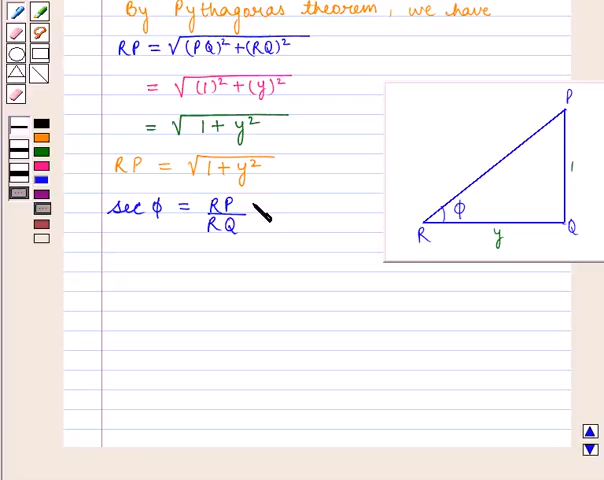 By Pythagoras theorem, we have
RP = √(PQ)² + (RQ)²
= √(1)² + (y)²
= √1 + y²
RP = √1 + y²
sec φ = RP/RQ
P
1
φ
R
Q
y